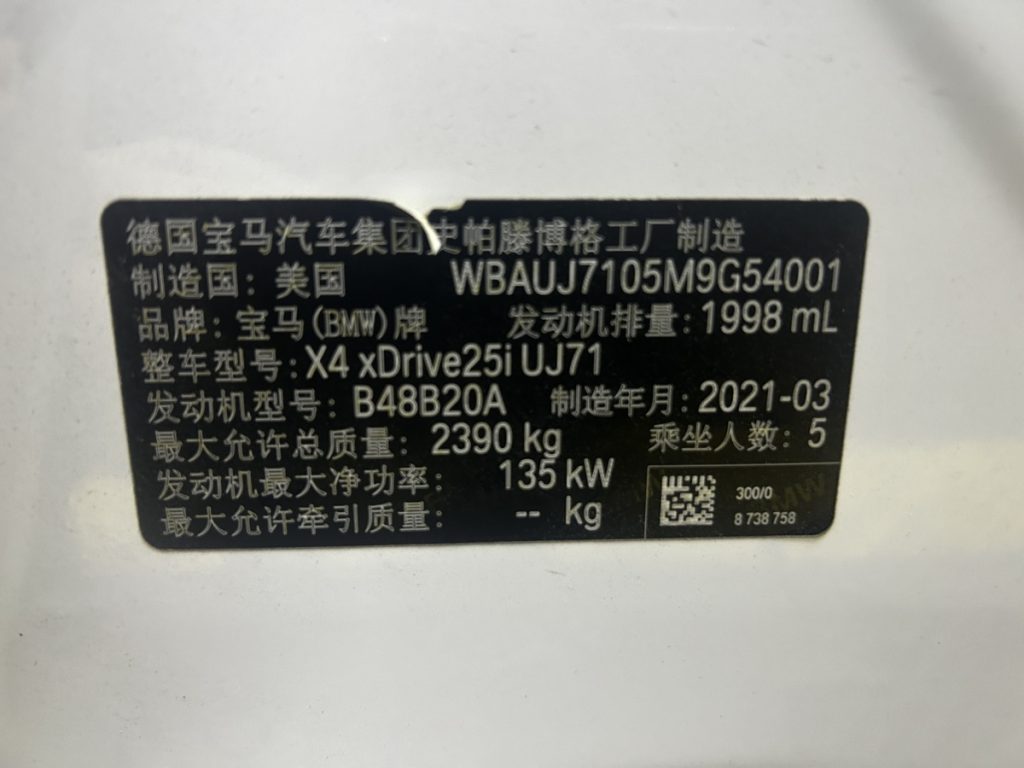 德国宝马汽车集团史帕滕博格工厂制造
制造国: 美国 WBAUJ7105M9G54001
品牌: 宝马(BMW)牌 发动机排量: 1998 mL
整车型号: X4 xDrive25i UJ71
发动机型号: B48B20A 制造年月: 2021-03
最大允许总质量: 2390 kg 乘坐人数: 5
发动机最大净功率: 135 kW
最大允许牵引质量: -- kg
300/0
8 738 758